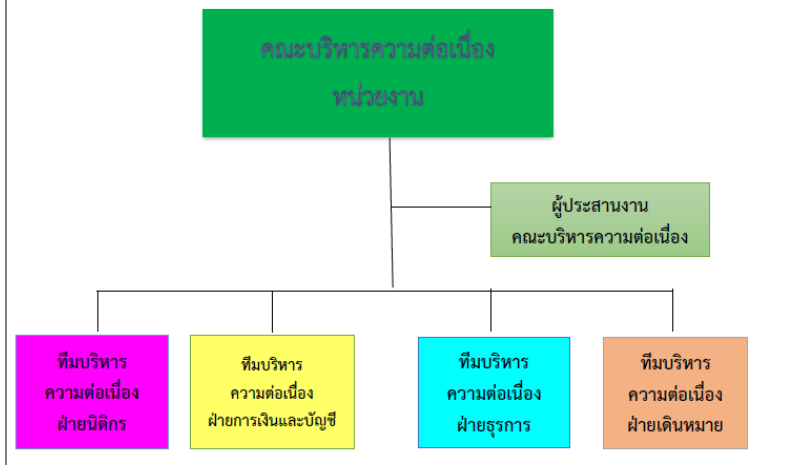 คณะบริหารความต่อเนื่อง
หน่วยงาน
ผู้ประสานงาน
คณะบริหารความต่อเนื่อง
ทีมบริหาร
ความต่อเนื่อง
ฝ่ายนิติกร
ทีมบริหาร
ความต่อเนื่อง
ฝ่ายการเงินและบัญชี
ทีมบริหาร
ความต่อเนื่อง
ฝ่ายธุรการ
ทีมบริหาร
ความต่อเนื่อง
ฝ่ายเดินหมาย